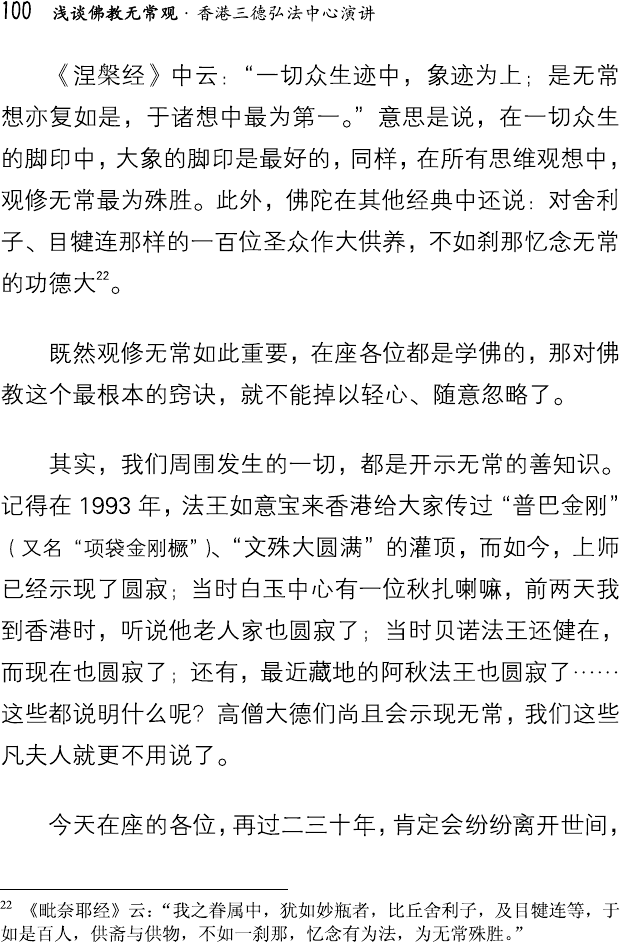 100 浅谈佛教无常观·香港三德弘法中心演讲
《涅槃经》中云：“一切众生迹中，象迹为上；是无常
想亦复如是，于诸想中最为第一。”意思是说，在一切众生
的脚印中，大象的脚印是最好的，同样，在所有思维观想中，
观修无常最为殊胜。此外，佛陀在其他经典中还说：对舍利
子、目犍连那样的一百位圣众作大供养，不如刹那忆念无常
的功德大22。
既然观修无常如此重要，在座各位都是学佛的，那对佛
教这个最根本的窍诀，就不能掉以轻心、随意忽略了。
其实，我们周围发生的一切，都是开示无常的善知识。
记得在 1993 年，法王如意宝来香港给大家传过“普巴金刚”
（又名“项袋金刚橛”）、“文殊大圆满”的灌顶，而如今，上师
已经示现了圆寂；当时白玉中心有一位秋扎喇嘛，前两天我
到香港时，听说他老人家也圆寂了；当时贝诺法王还健在，
而现在也圆寂了；还有，最近藏地的阿秋法王也圆寂了……
这些都说明什么呢？高僧大德们尚且会示现无常，我们这些
凡夫人就更不用说了。
今天在座的各位，再过二三十年，肯定会纷纷离开世间，
22 《毗奈耶经》云：“我之眷属中，犹如妙瓶者，比丘舍利子，及目犍连等，于
如是百人，供斋与供物，不如一刹那，忆念有为法，为无常殊胜。”